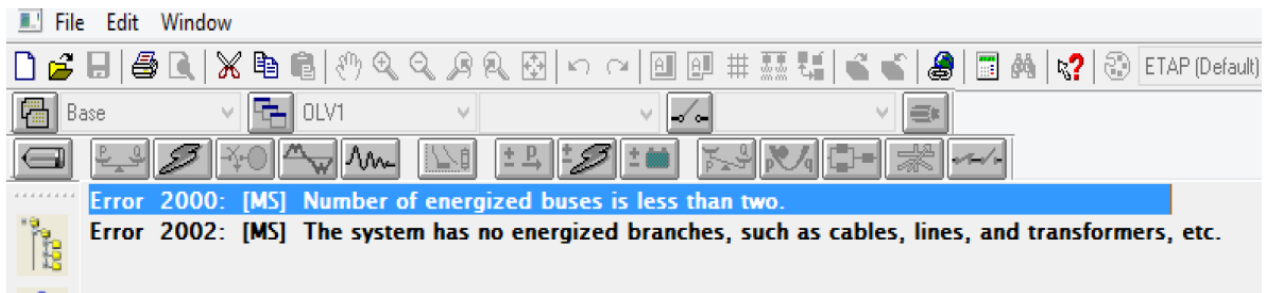 File Edit Window
ETAP (Default)
Base OLV1
Error 2000: [MS] Number of energized buses is less than two.
Error 2002: [MS] The system has no energized branches, such as cables, lines, and transformers, etc.